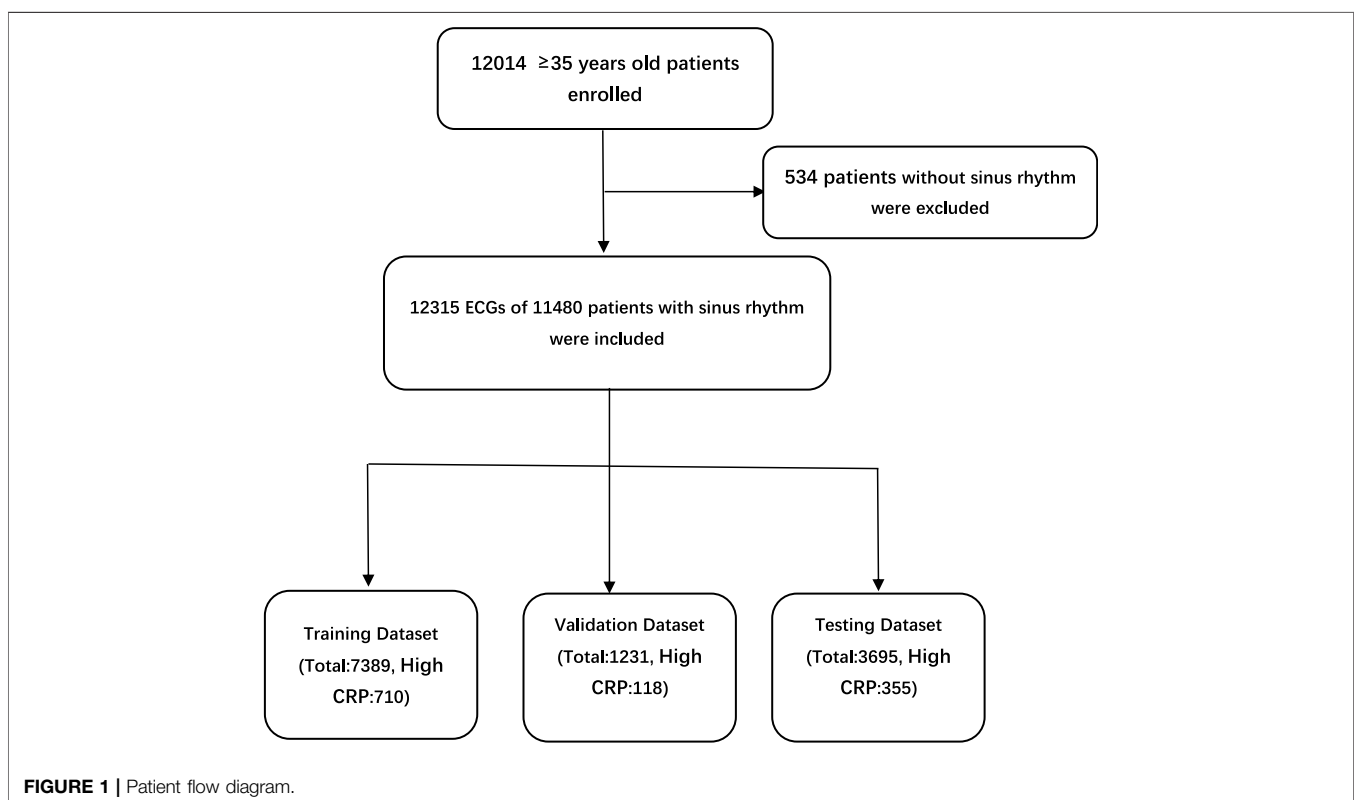 12014 ≥35 years old patients
enrolled
534 patients without sinus rhythm
were excluded
12315 ECGs of 11480 patients with sinus rhythm
were included
Training Dataset
(Total:7389, High
CRP:710)
Validation Dataset
(Total:1231, High
CRP:118)
Testing Dataset
(Total:3695, High
CRP:355)
FIGURE 1 | Patient flow diagram.